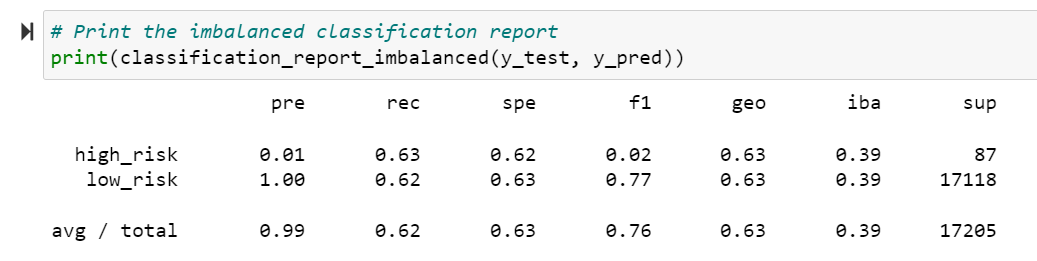 # Print the imbalanced classification report
print(classification_report_imbalanced(y_test, y_pred))
pre rec spe f1 geo iba sup
high_risk 0.01 0.63 0.62 0.02 0.63 0.39 87
low_risk 1.00 0.62 0.63 0.77 0.63 0.39 17118
avg / total 0.99 0.62 0.63 0.76 0.63 0.39 17205